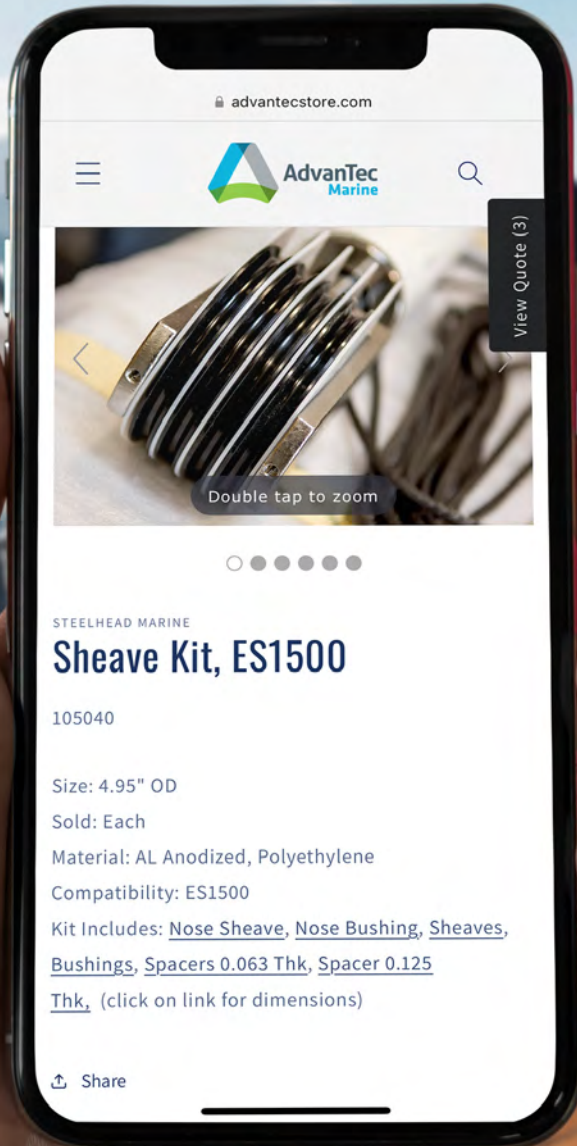 advantecstore.com
AdvanTec
Marine
View Quote (3)
Double tap to zoom
STEELHEAD MARINE
Sheave Kit, ES1500
105040
Size: 4.95" OD
Sold: Each
Material: AL Anodized, Polyethylene
Compatibility: ES1500
Kit Includes: Nose Sheave, Nose Bushing, Sheaves,
Bushings, Spacers 0.063 Thk, Spacer 0.125
Thk, (click on link for dimensions)
Share